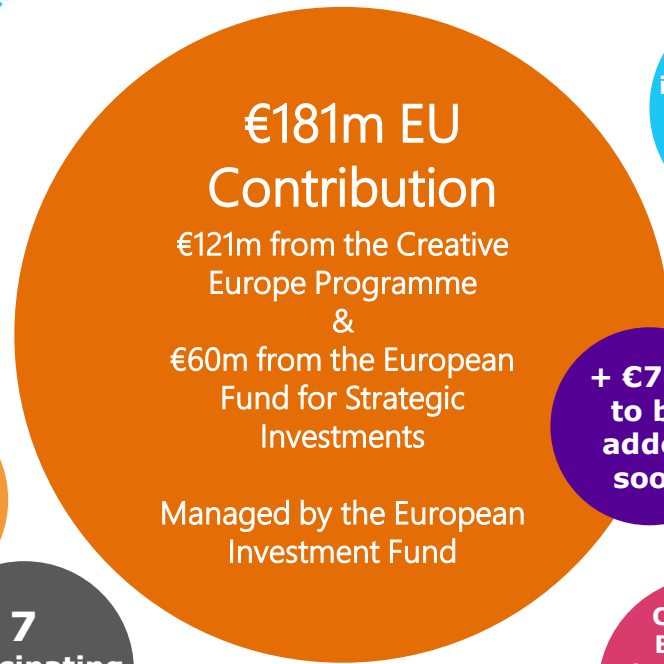 €181m EU
Contribution
€121m from the Creative
Europe Programme
&
€60m from the European
Fund for Strategic
Investments
Managed by the European
Investment Fund
+ €7
to
soo
7